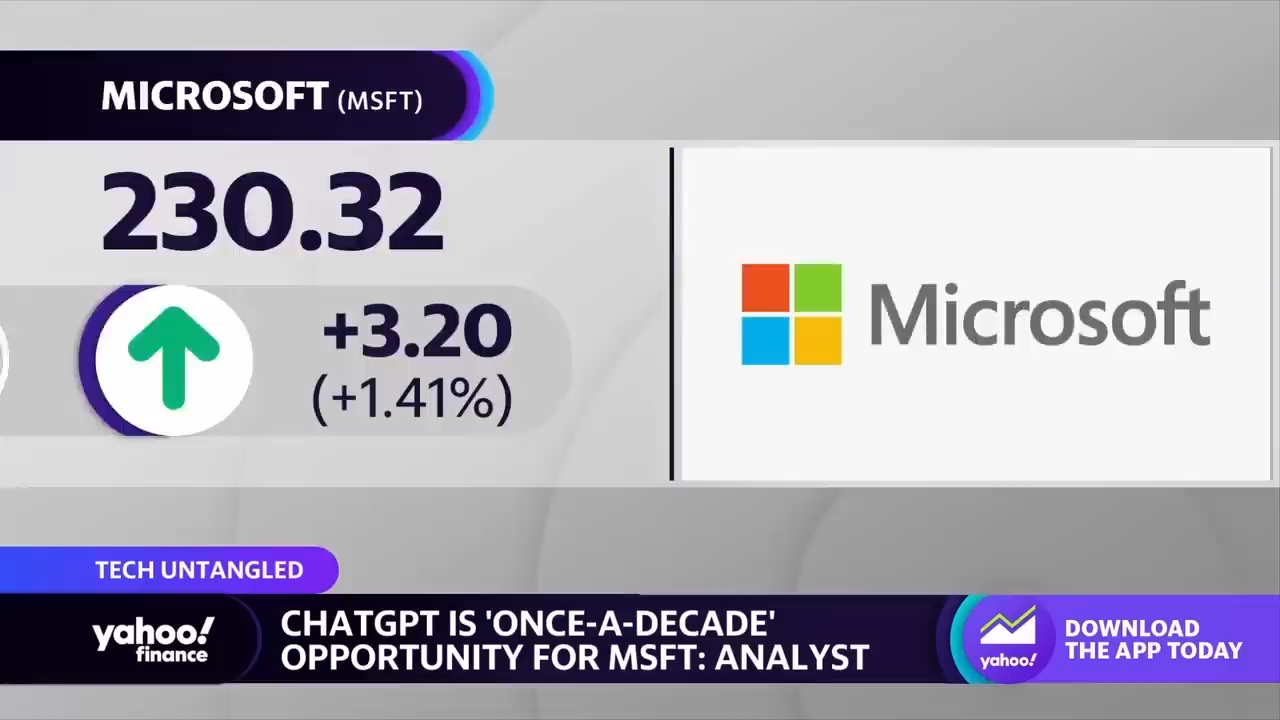 MICROSOFT (MSFT)
230.32
+3.20
(+1.41%)
Microsoft
TECH UNTANGLED
yahoo!
finance
CHATGPT IS 'ONCE-A-DECADE'
OPPORTUNITY FOR MSFT: ANALYST
yahoo!
DOWNLOAD
THE APP TODAY